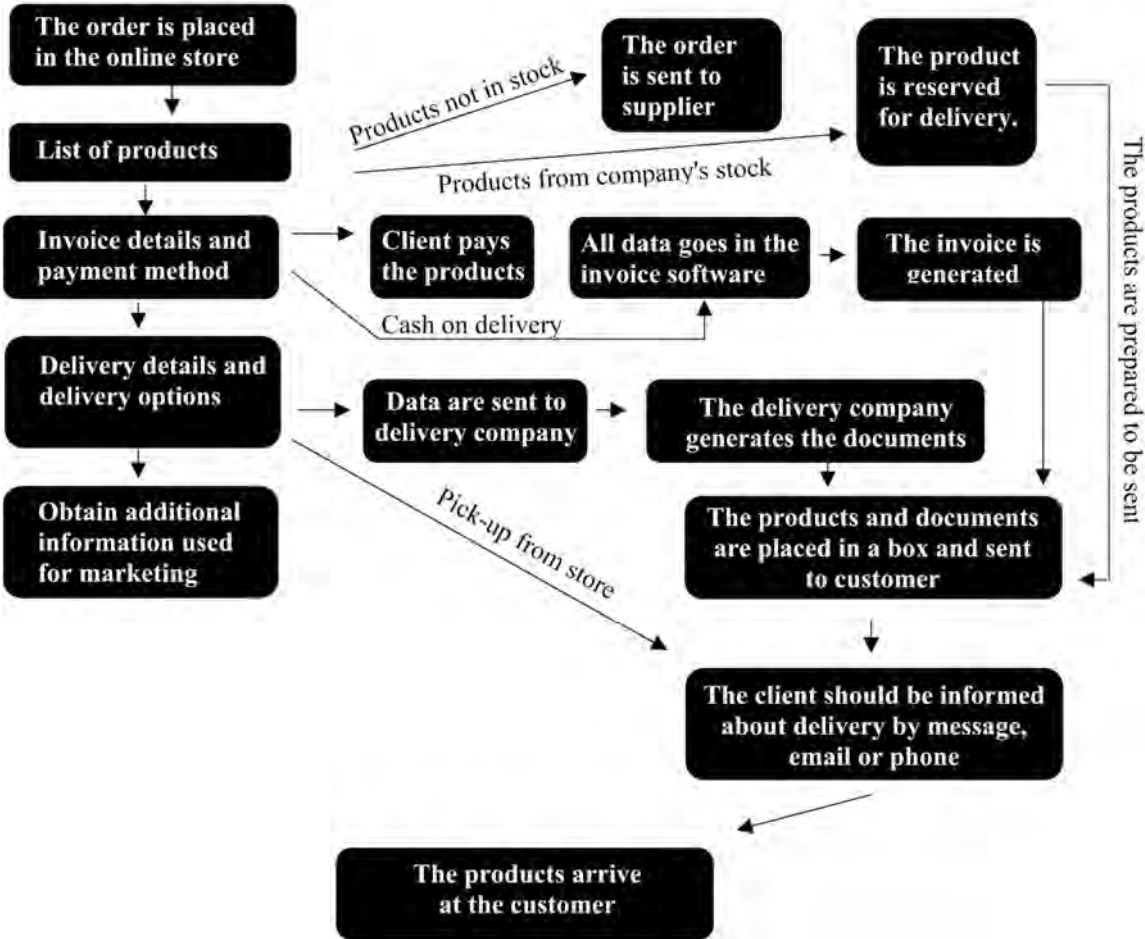 The order is placed
in the online store
List of products
Products not in stock
The order
is sent to
supplier
Products from company's stock
The product
is reserved
for delivery.
The products are prepared to be sent
Invoice details and
payment method
Client pays
the products
All data goes in the
invoice software
The invoice is
generated
Cash on delivery
Delivery details and
delivery options
Data are sent to
delivery company
The delivery company
generates the documents
Pick-up from store
Obtain additional
information used
for marketing
The products and documents
are placed in a box and sent
to customer
The client should be informed
about delivery by message,
email or phone
The products arrive
at the customer